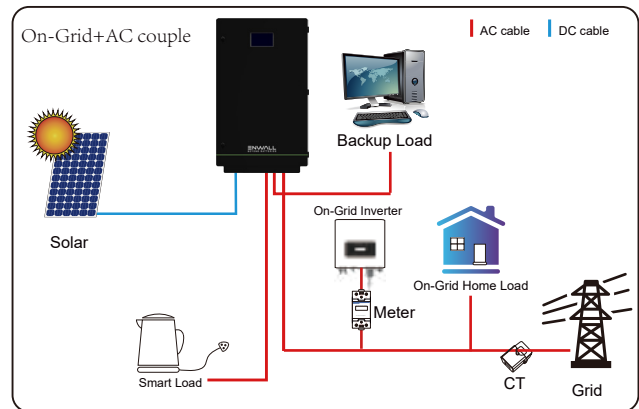 On-Grid+AC couple
AC cable
DC cable
ENWALL
Backup Load
Solar
On-Grid Inverter
On-Grid Home Load
Meter
Smart Load
CT
Grid